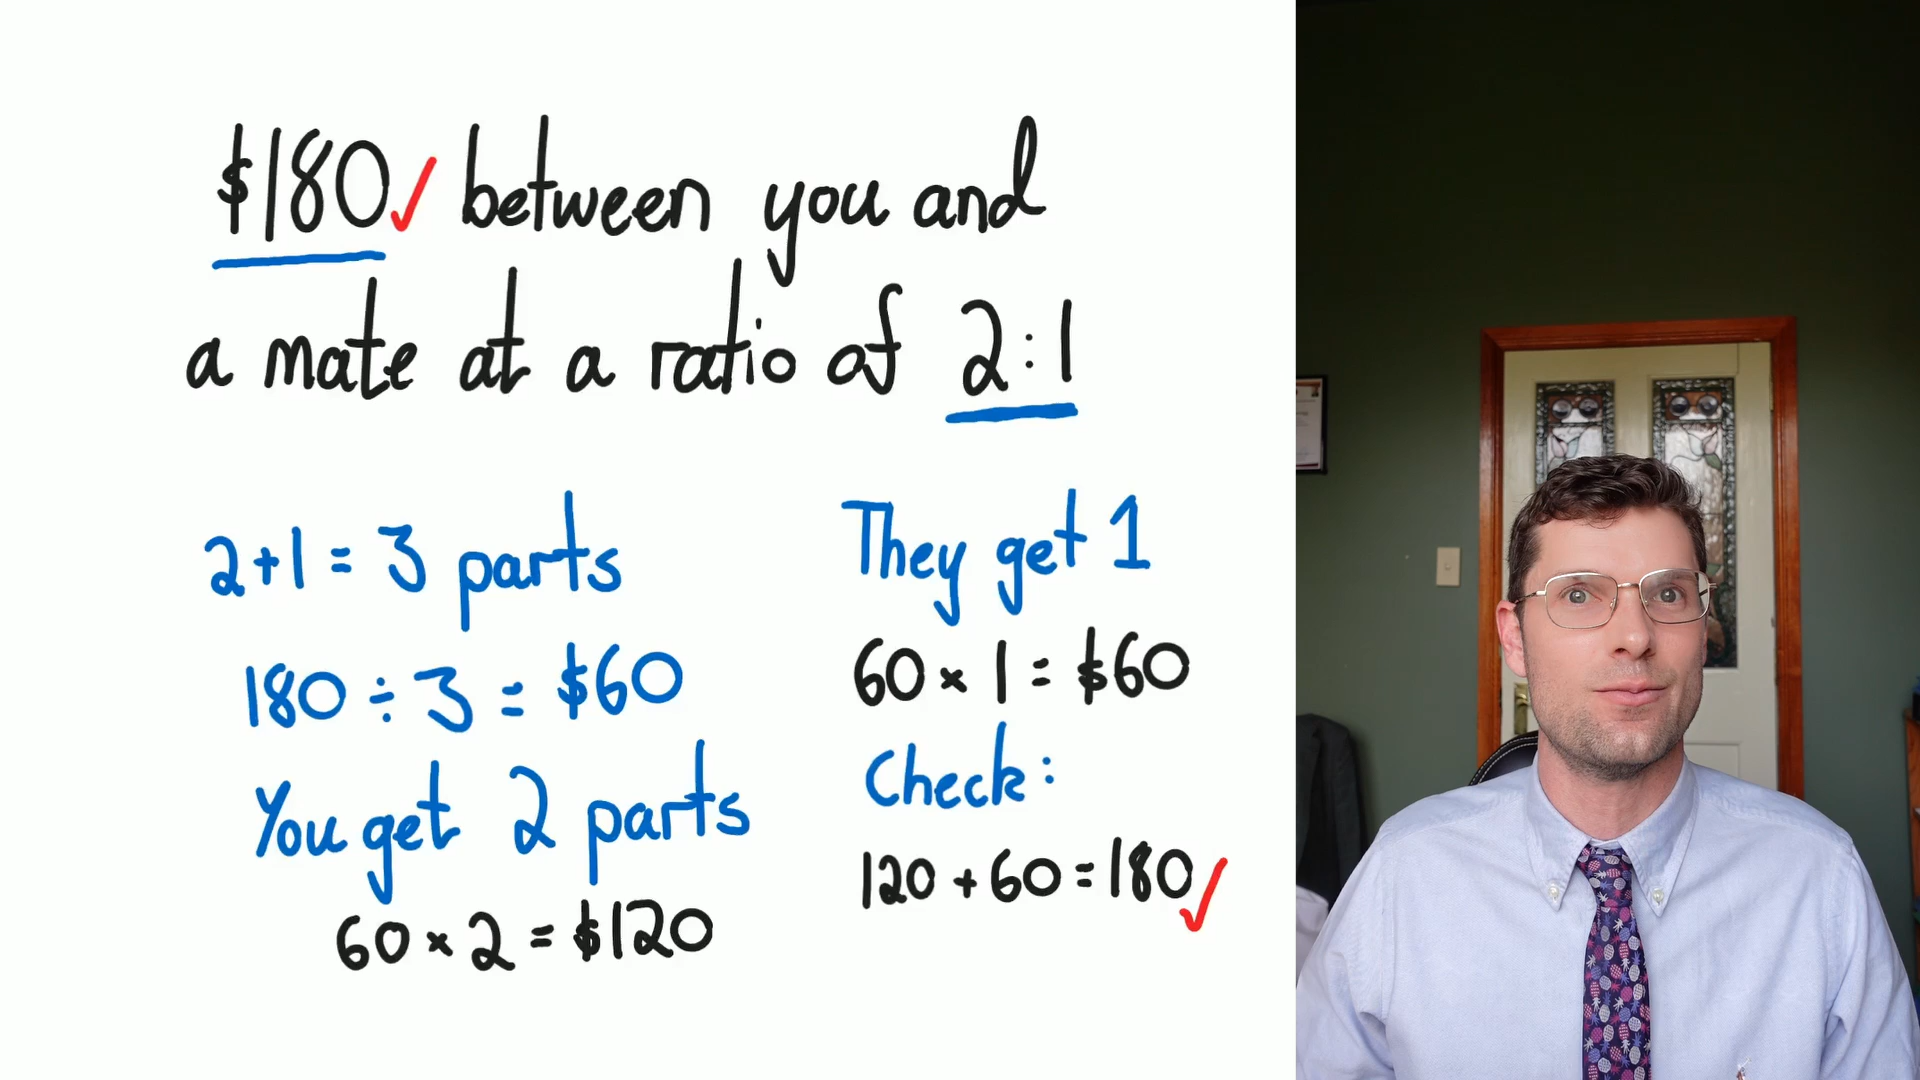 $180✓ between you and
a mate at a ratio of 2:1
2+1 = 3 parts
180 ÷ 3 = $60
You get 2 parts
60 × 2 = $120
They get 1
60 × 1 = $60
Check:
120 + 60 = 180✓